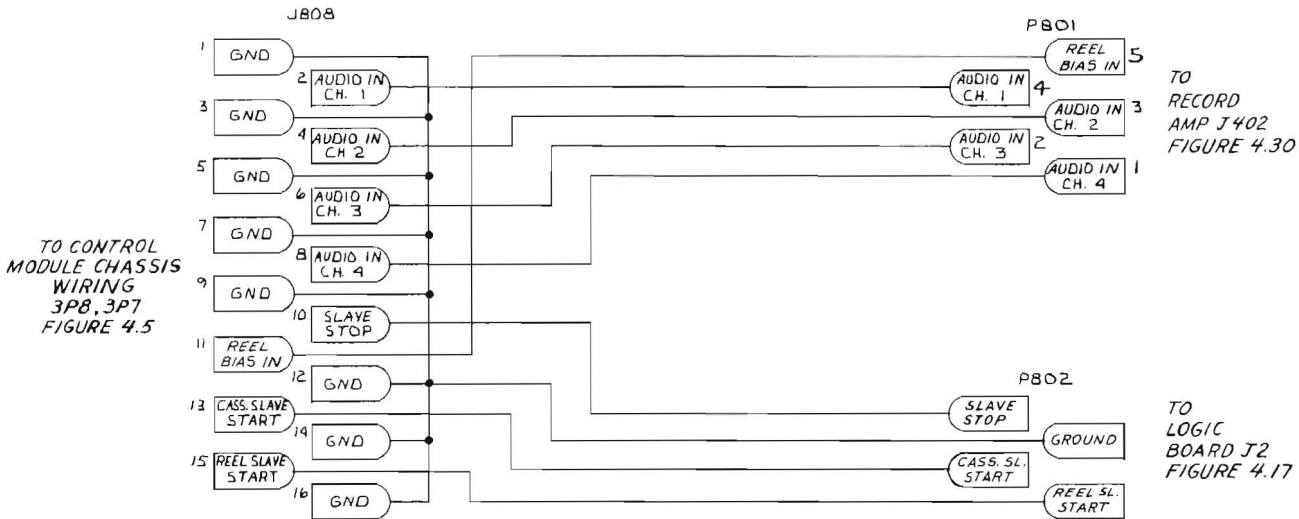 J808
P801
1 GND
2 AUDIO IN
CH. 1
3 GND
4 AUDIO IN
CH 2
5 GND
6 AUDIO IN
CH. 3
7 GND
8 AUDIO IN
CH. 4
9 GND
10 SLAVE
STOP
11 REEL
BIAS IN
12 GND
13 CASS. SLAVE
START
14 GND
15 REEL SLAVE
START
16 GND
TO CONTROL
MODULE CHASSIS
WIRING
3P8, 3P7
FIGURE 4.5
REEL
BIAS IN 5
AUDIO IN
CH. 1 4
AUDIO IN
CH. 2 3
AUDIO IN
CH. 3 2
AUDIO IN
CH. 4 1
TO
RECORD
AMP J402
FIGURE 4.30
P802
SLAVE
STOP
GROUND
CASS. SL.
START
REEL SL.
START
TO
LOGIC
BOARD J2
FIGURE 4.17